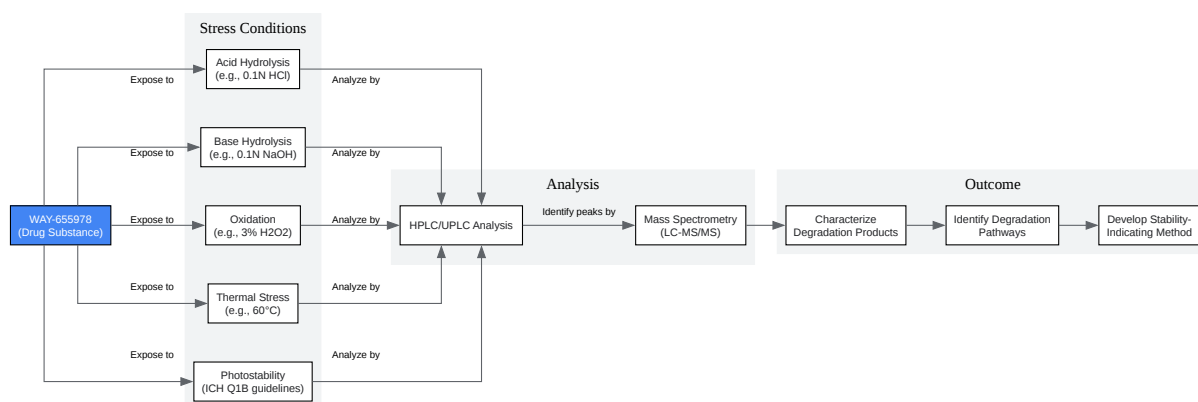 Stress Conditions
Acid Hydrolysis
(e.g., 0.1N HCl)
Expose to
Analyze by
Base Hydrolysis
(e.g., 0.1N NaOH)
Expose to
Analyze by
Analysis
Outcome
WAY-655978
(Drug Substance)
Expose to
Oxidation
(e.g., 3% H2O2)
Analyze by
HPLC/UPLC Analysis
Identify peaks by
Mass Spectrometry
(LC-MS/MS)
Characterize
Degradation Products
Identify Degradation
Pathways
Develop Stability-
Indicating Method
Expose to
Thermal Stress
(e.g., 60°C)
Analyze by
Expose to
Photostability
(ICH Q1B guidelines)
Analyze by